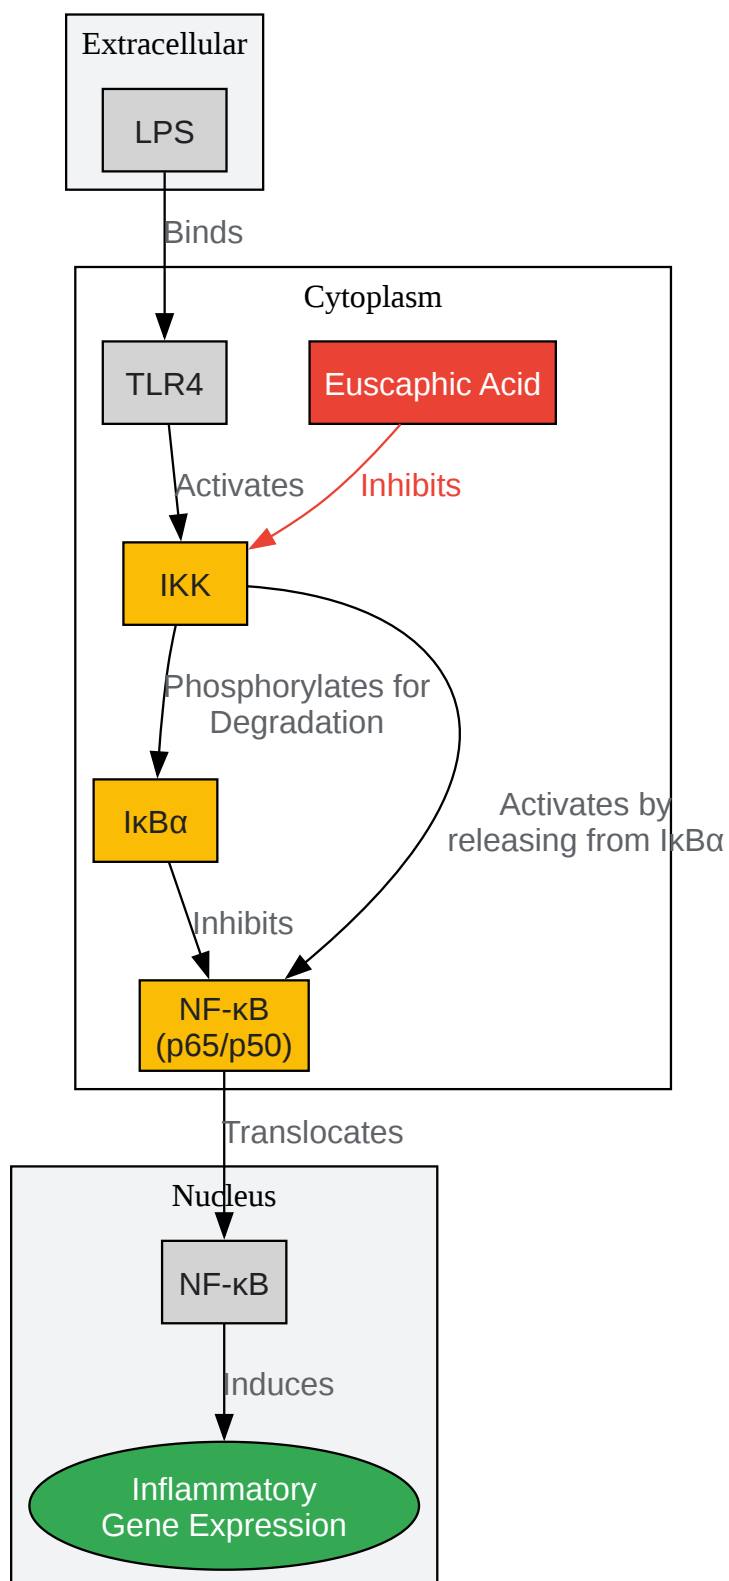 Extracellular
LPS
Binds
Cytoplasm
TLR4
Euscaphic Acid
Activates
Inhibits
IKK
Phosphorylates for
Degradation
Activates by
releasing from IκBα
IκBα
Inhibits
NF-κB
(p65/p50)
Translocates
Nucleus
NF-κB
Induces
Inflammatory
Gene Expression